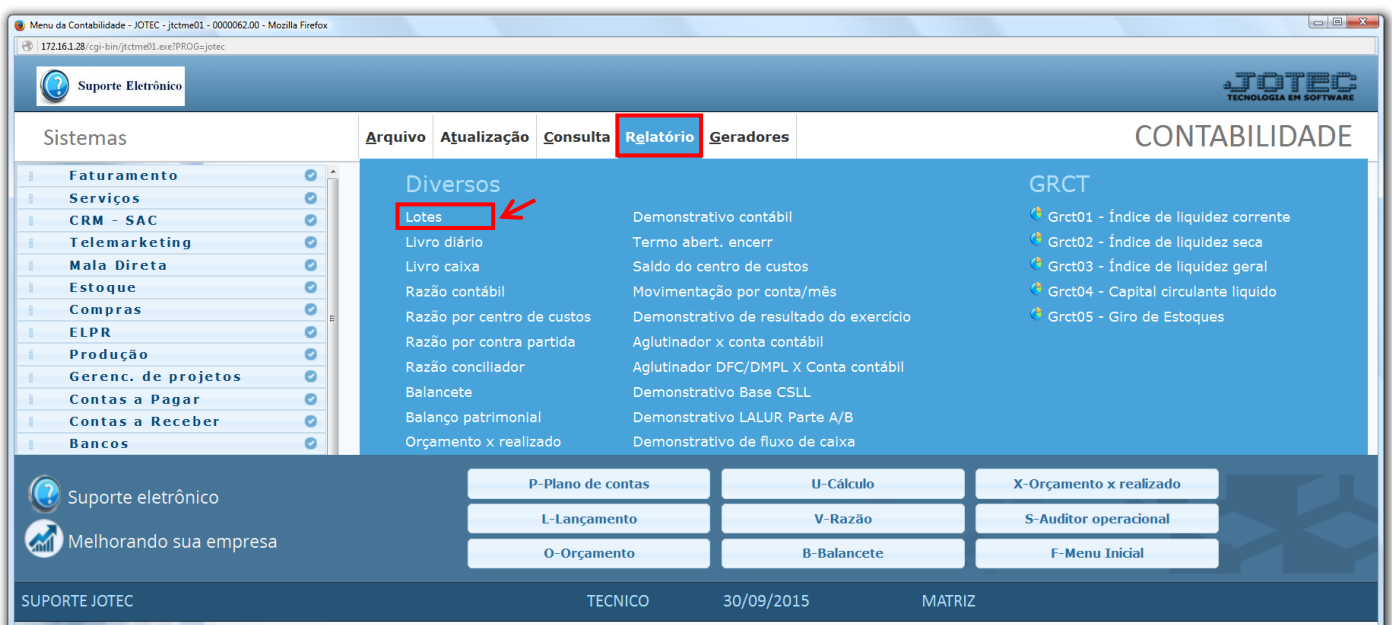 Menu da Contabilidade - JOTEC - jtctme01 - 0000062.00 - Mozilla Firefox
172.16.1.28/cgi-bin/jtctme01.exe?PROG=jotec
Suporte Eletrônico
JOTEC
TECNOLOGIA EM SOFTWARE
Sistemas
Arquivo Atualização Consulta Relatório Geradores
CONTABILIDADE
Faturamento
Serviços
CRM - SAC
Telemarketing
Mala Direta
Estoque
Compras
ELPR
Produção
Gerenc. de projetos
Contas a Pagar
Contas a Receber
Bancos
Diversos
Lotes
Livro diário
Livro caixa
Razão contábil
Razão por centro de custos
Razão por contra partida
Razão conciliador
Balancete
Balanço patrimonial
Orçamento x realizado
Demonstrativo contábil
Termo abert. encerr
Saldo do centro de custos
Movimentação por conta/mês
Demonstrativo de resultado do exercício
Aglutinador x conta contábil
Aglutinador DFC/DMPL X Conta contábil
Demonstrativo Base CSLL
Demonstrativo LALUR Parte A/B
Demonstrativo de fluxo de caixa
GRCT
Grct01 - Índice de liquidez corrente
Grct02 - Índice de liquidez seca
Grct03 - Índice de liquidez geral
Grct04 - Capital circulante liquido
Grct05 - Giro de Estoques
Suporte eletrônico
Melhorando sua empresa
P-Plano de contas U-Cálculo X-Orçamento x realizado
L-Lançamento V-Razão S-Auditor operacional
O-Orçamento B-Balancete F-Menu Inicial
SUPORTE JOTEC TECNICO 30/09/2015 MATRIZ